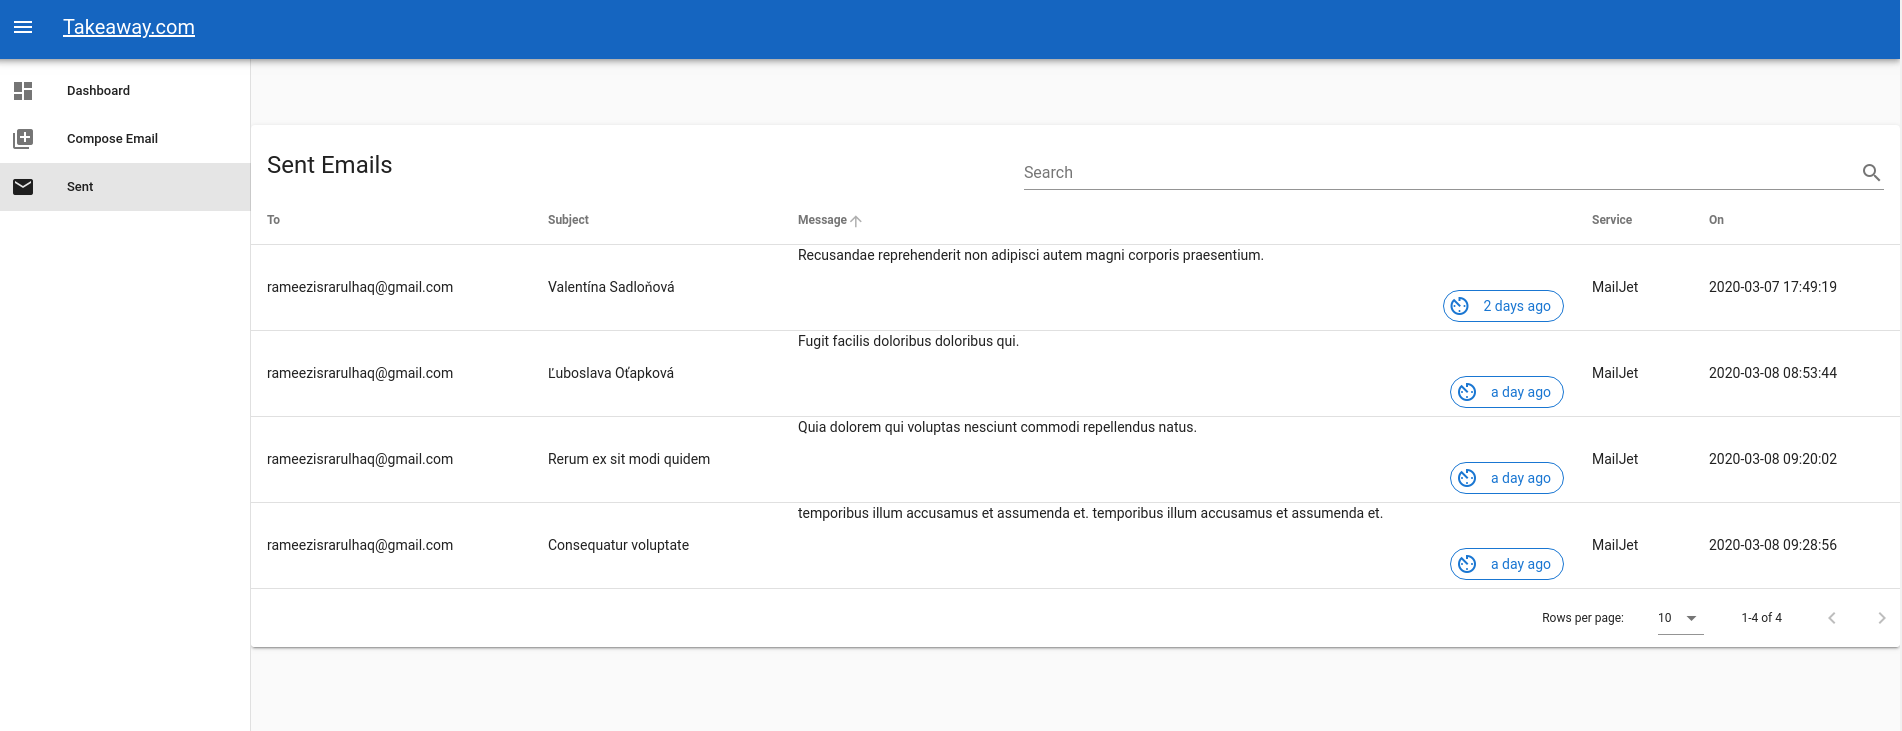 Takeaway.com
Dashboard
Compose Email
Sent
Sent Emails
Search
To Subject Message Service On
Recusandae reprehenderit non adipisci autem magni corporis praesentium.
rameezisrarulhaq@gmail.com Valentína Sadloňová MailJet 2020-03-07 17:49:19
2 days ago
Fugit facilis doloribus doloribus qui.
rameezisrarulhaq@gmail.com Ľuboslava Oťapková MailJet 2020-03-08 08:53:44
a day ago
Quia dolorem qui voluptas nesciunt commodi repellendus natus.
rameezisrarulhaq@gmail.com Rerum ex sit modi quidem MailJet 2020-03-08 09:20:02
a day ago
temporibus illum accusamus et assumenda et. temporibus illum accusamus et assumenda et.
rameezisrarulhaq@gmail.com Consequatur voluptate MailJet 2020-03-08 09:28:56
a day ago
Rows per page: 10 1-4 of 4